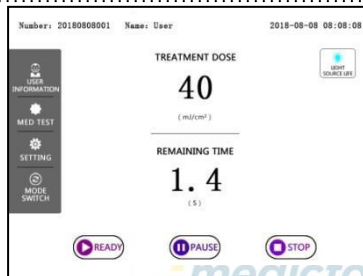 Number: 20180808001 Name: User 2018-08-08 08:08:08
USER
INFORMATION
MED TEST
SETTING
MODE
SWITCH
TREATMENT DOSE
40
( mJ/cm² )
REMAINING TIME
1.4
( S )
LIGHT
SOURCE LIFE
READY
PAUSE
STOP